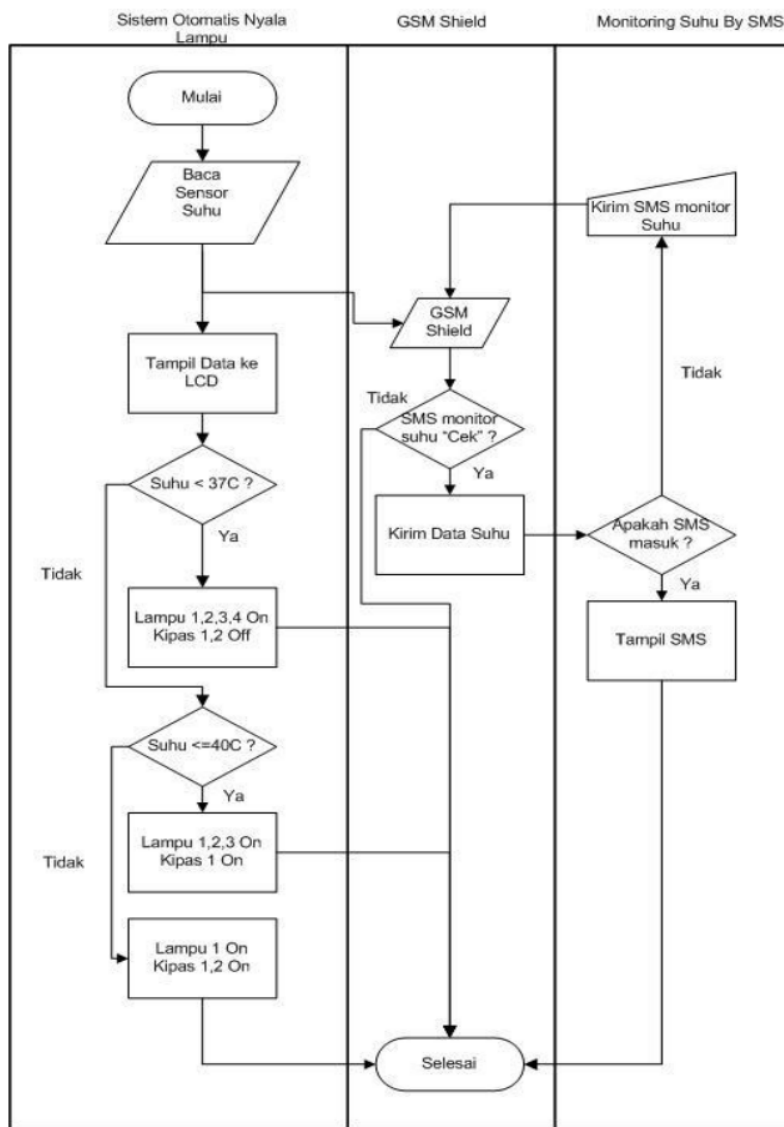 Sistem Otomatis Nyala
Lampu
GSM Shield
Monitoring Suhu By SMS
Mulai
Baca
Sensor
Suhu
Kirim SMS monitor
Suhu
GSM
Shield
Tampil Data ke
LCD
Tidak
Tidak
SMS monitor
suhu "Cek" ?
Suhu < 37C ?
Ya
Ya
Kirim Data Suhu
Apakah SMS
masuk ?
Tidak
Ya
Lampu 1,2,3,4 On
Kipas 1,2 Off
Tampil SMS
Suhu <=40C ?
Ya
Tidak
Lampu 1,2,3 On
Kipas 1 On
Lampu 1 On
Kipas 1,2 On
Selesai